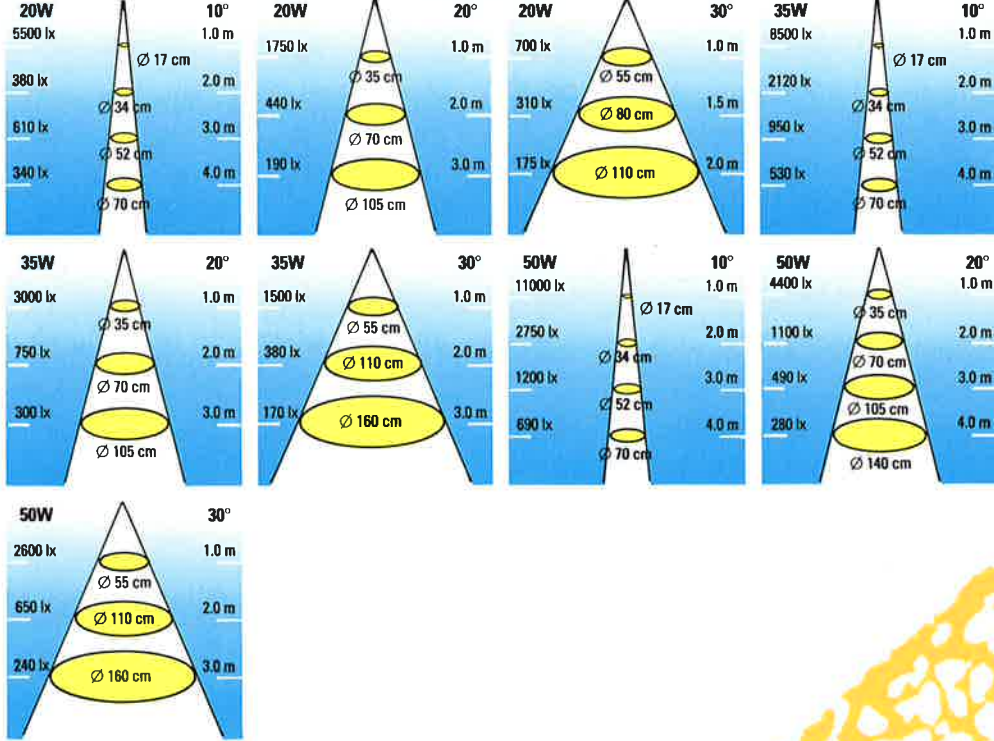 20W 10°
5500 lx 1.0 m
Ø 17 cm
380 lx 2.0 m
Ø 34 cm
610 lx 3.0 m
Ø 52 cm
340 lx 4.0 m
Ø 70 cm
20W 20°
1750 lx 1.0 m
Ø 35 cm
440 lx 2.0 m
Ø 70 cm
190 lx 3.0 m
Ø 105 cm
20W 30°
700 lx 1.0 m
Ø 55 cm
310 lx Ø 80 cm 1.5 m
175 lx Ø 110 cm 2.0 m
35W 10°
8500 lx 1.0 m
Ø 17 cm
2120 lx 2.0 m
Ø 34 cm
950 lx 3.0 m
Ø 52 cm
530 lx 4.0 m
Ø 70 cm
35W 20°
3000 lx 1.0 m
Ø 35 cm
750 lx 2.0 m
Ø 70 cm
300 lx 3.0 m
Ø 105 cm
35W 30°
1500 lx 1.0 m
Ø 55 cm
380 lx Ø 110 cm 2.0 m
170 lx Ø 160 cm 3.0 m
50W 10°
11000 lx 1.0 m
Ø 17 cm
2750 lx 2.0 m
Ø 34 cm
1200 lx 3.0 m
Ø 52 cm
690 lx 4.0 m
Ø 70 cm
50W 20°
4400 lx 1.0 m
Ø 35 cm
1100 lx 2.0 m
Ø 70 cm
490 lx 3.0 m
Ø 105 cm
280 lx 4.0 m
Ø 140 cm
50W 30°
2600 lx 1.0 m
Ø 55 cm
650 lx Ø 110 cm 2.0 m
240 lx Ø 160 cm 3.0 m